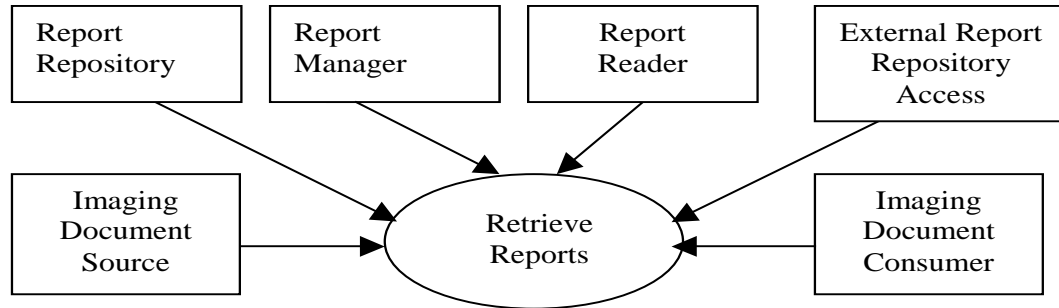 Report
Repository
Report
Manager
Report
Reader
External Report
Repository
Access
Imaging
Document
Source
Retrieve
Reports
Imaging
Document
Consumer